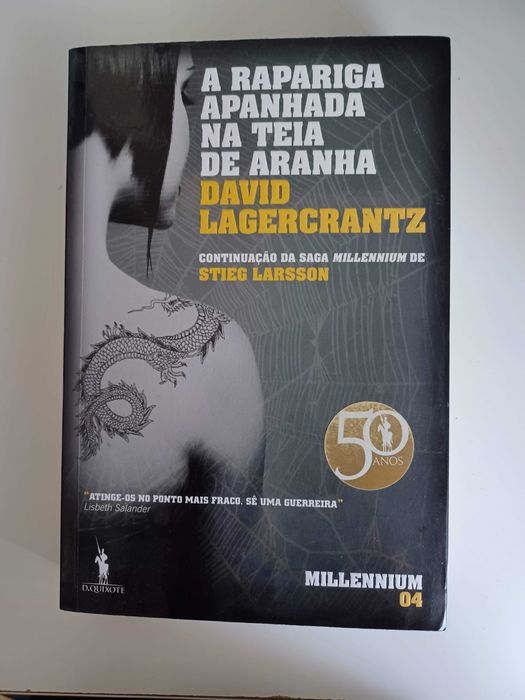 A RAPARIGA
APANHADA
NA TEIA
DE ARANHA
DAVID
LAGERCRANTZ
CONTINUAÇÃO DA SAGA MILLENNIUM DE
STIEG LARSSON
50
ANOS
"ATINGE-OS NO PONTO MAIS FRACO. SÊ UMA GUERREIRA"
Lisbeth Salander
D.QUIXOTE
MILLENNIUM
04